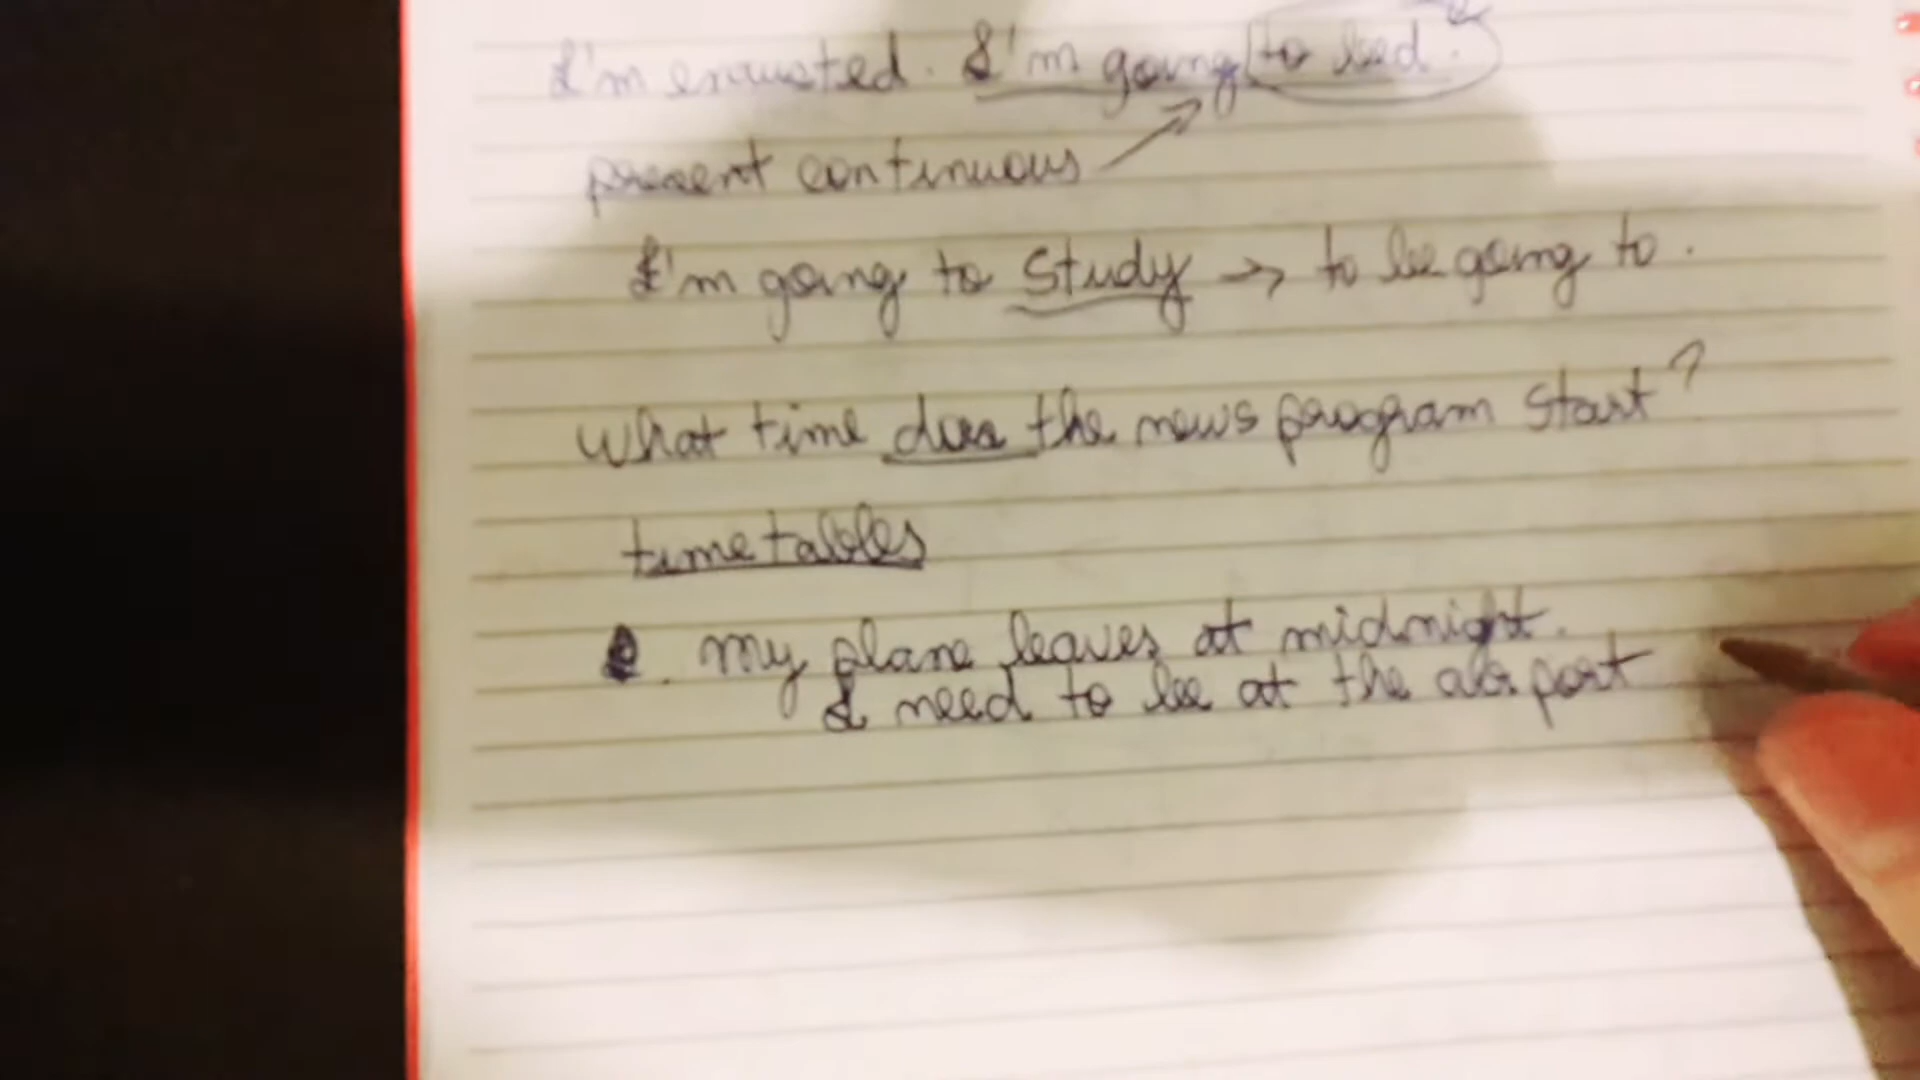 I'm exausted. I'm going to bed.
present continuous
I'm going to study → to be going to.
What time does the news program start?
timetables
. my plane leaves at midnight.
I need to be at the airport